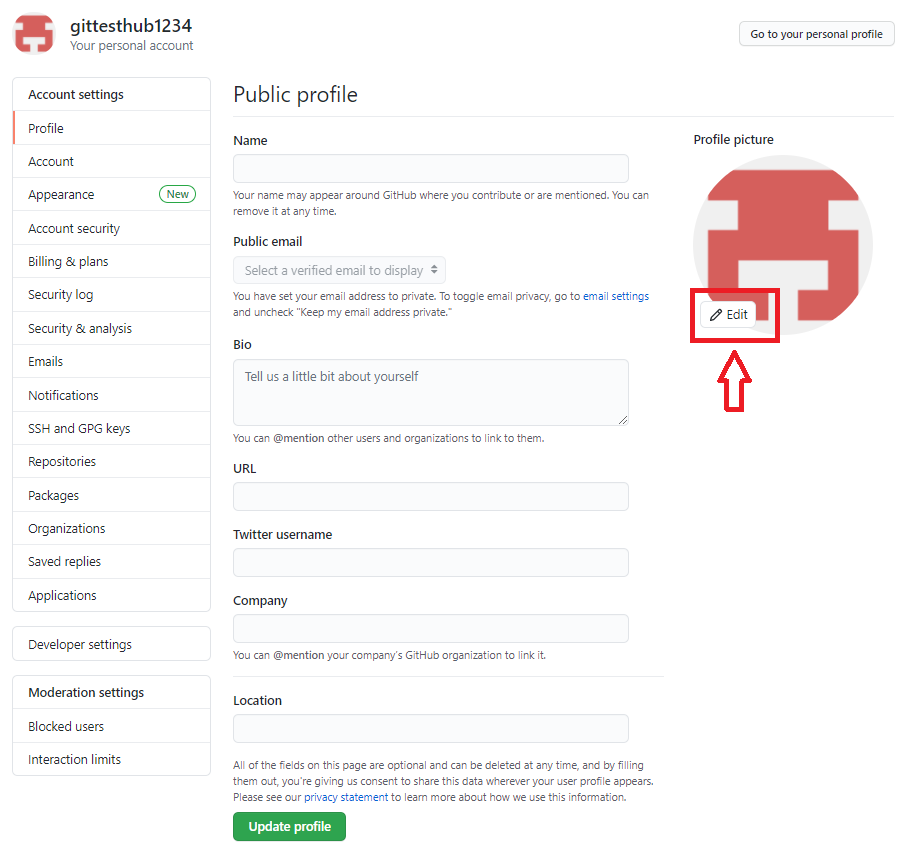 gittesthub1234
Your personal account
Go to your personal profile
Account settings
Profile
Account
Appearance
New
Account security
Billing & plans
Security log
Security & analysis
Emails
Notifications
SSH and GPG keys
Repositories
Packages
Organizations
Saved replies
Applications
Developer settings
Moderation settings
Blocked users
Interaction limits
Public profile
Name
Your name may appear around GitHub where you contribute or are mentioned. You can
remove it at any time.
Public email
Select a verified email to display
You have set your email address to private. To toggle email privacy, go to email settings
and uncheck "Keep my email address private."
Bio
Tell us a little bit about yourself
You can @mention other users and organizations to link to them.
URL
Twitter username
Company
You can @mention your company's GitHub organization to link it.
Location
All of the fields on this page are optional and can be deleted at any time, and by filling
them out, you're giving us consent to share this data wherever your user profile appears.
Please see our privacy statement to learn more about how we use this information.
Update profile
Profile picture
Edit